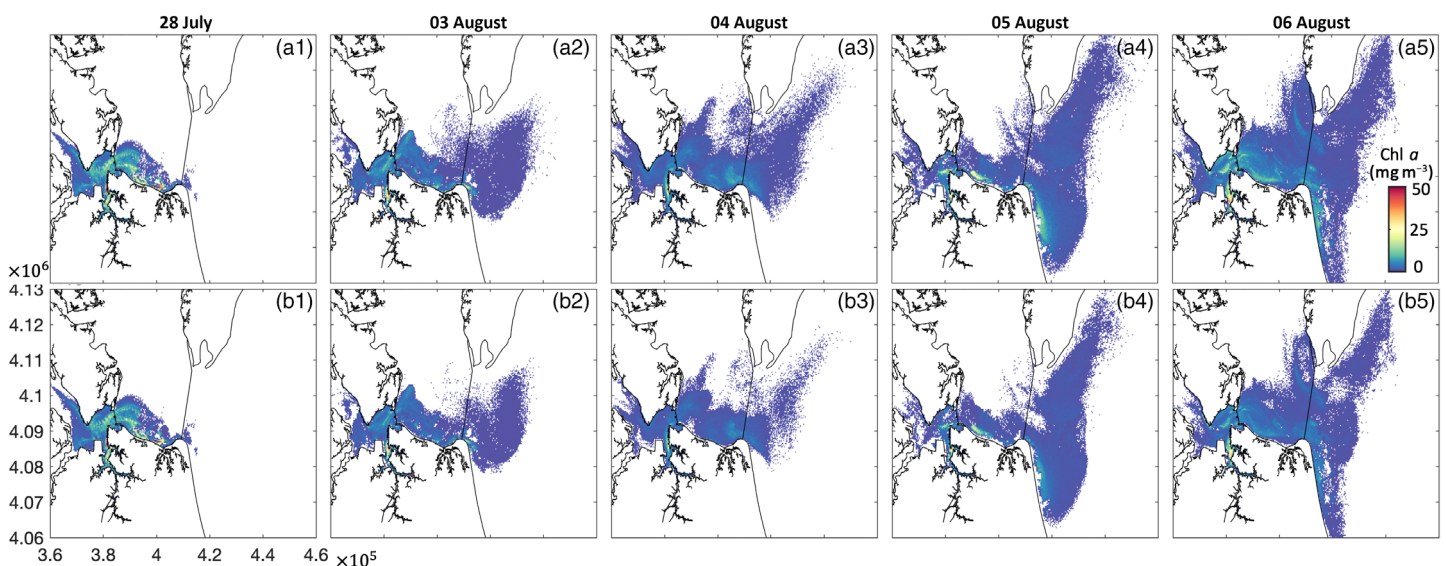 28 July 03 August 04 August 05 August 06 August
(a1) (a2) (a3) (a4) (a5)
Chl a
(mg m⁻³)
50
25
0
×10⁶
4.13 (b1) (b2) (b3) (b4) (b5)
4.12
4.11
4.10
4.09
4.08
4.07
4.06
3.6 3.8 4 4.2 4.4 4.6 ×10⁵